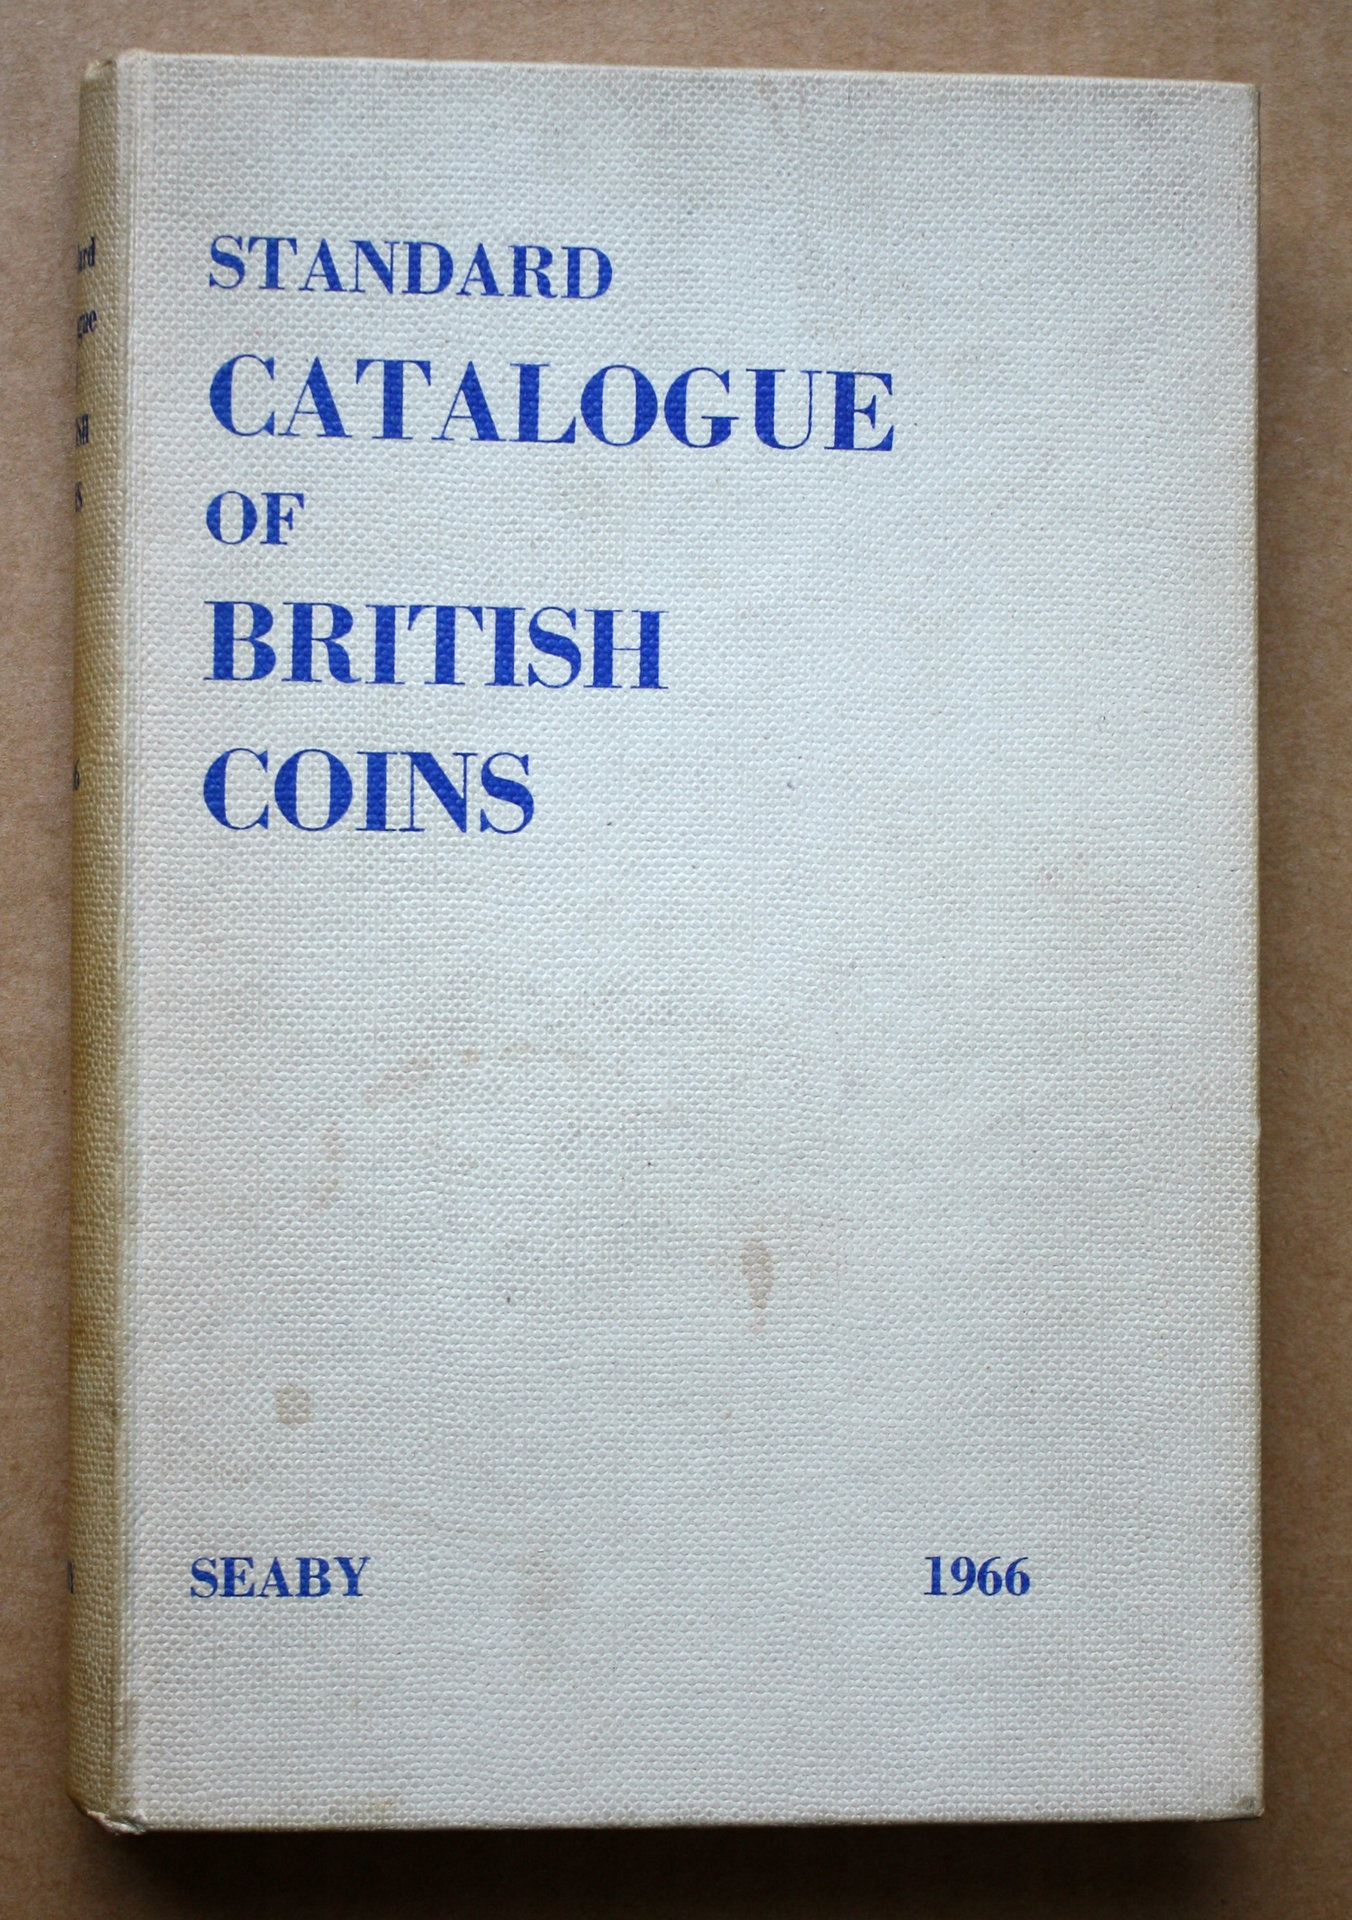 STANDARD
CATALOGUE
OF
BRITISH
COINS
SEABY 1966